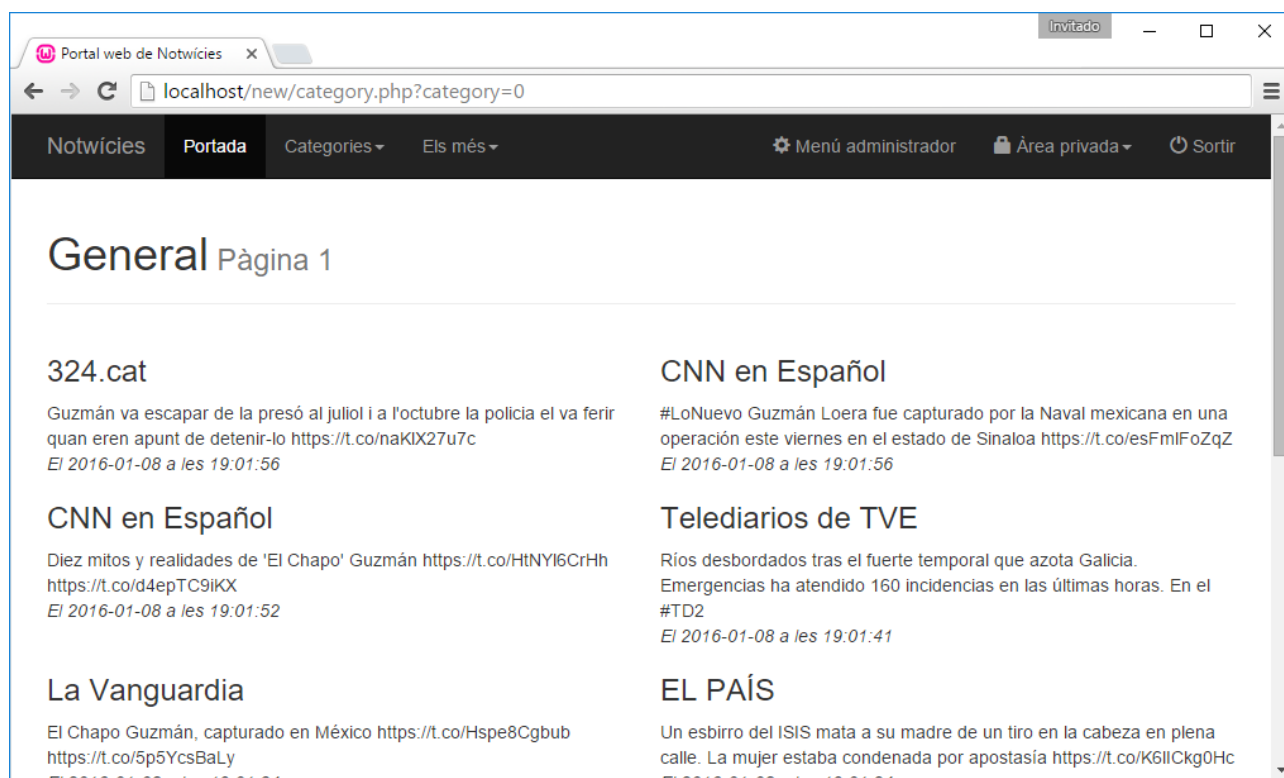 Invitado
Portal web de Notwícies
localhost/new/category.php?category=0
Notwícies Portada Categories Els més Menú administrador Àrea privada Sortir
General Pàgina 1
324.cat
Guzmán va escapar de la presó al juliol i a l'octubre la policia el va ferir
quan eren apunt de detenir-lo https://t.co/naKlX27u7c
El 2016-01-08 a les 19:01:56
CNN en Español
#LoNuevo Guzmán Loera fue capturado por la Naval mexicana en una
operación este viernes en el estado de Sinaloa https://t.co/esFmlFoZqZ
El 2016-01-08 a les 19:01:56
CNN en Español
Diez mitos y realidades de 'El Chapo' Guzmán https://t.co/HtNYl6CrHh
https://t.co/d4epTC9iKX
El 2016-01-08 a les 19:01:52
Telediarios de TVE
Ríos desbordados tras el fuerte temporal que azota Galicia.
Emergencias ha atendido 160 incidencias en las últimas horas. En el
#TD2
El 2016-01-08 a les 19:01:41
La Vanguardia
El Chapo Guzmán, capturado en México https://t.co/Hspe8Cgbub
https://t.co/5p5YcsBaLy
EL PAÍS
Un esbirro del ISIS mata a su madre de un tiro en la cabeza en plena
calle. La mujer estaba condenada por apostasía https://t.co/K6lICkg0Hc